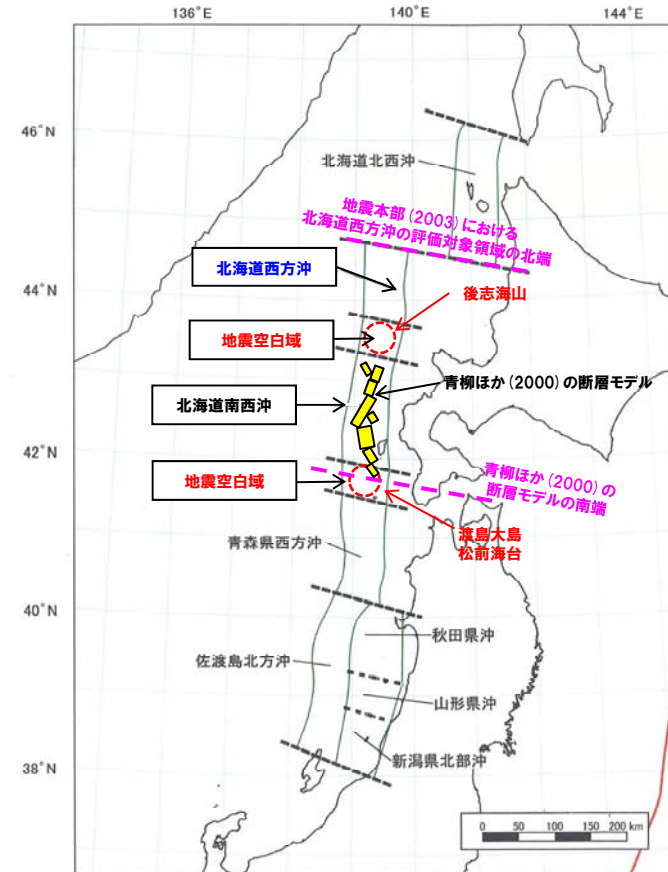 136°E
140°E
144°E
46°N
北海道北西沖
地震本部(2003)における
北海道西方沖の評価対象領域の北端
北海道西方沖
44°N
後志海山
地震空白域
青柳ほか(2000)の断層モデル
北海道南西沖
42°N
青柳ほか(2000)の
断層モデルの南端
地震空白域
渡島大島
松前海台
青森県西方沖
40°N
秋田県沖
佐渡島北方沖
山形県沖
新潟県北部沖
38°N
0 50 100 150 200 km